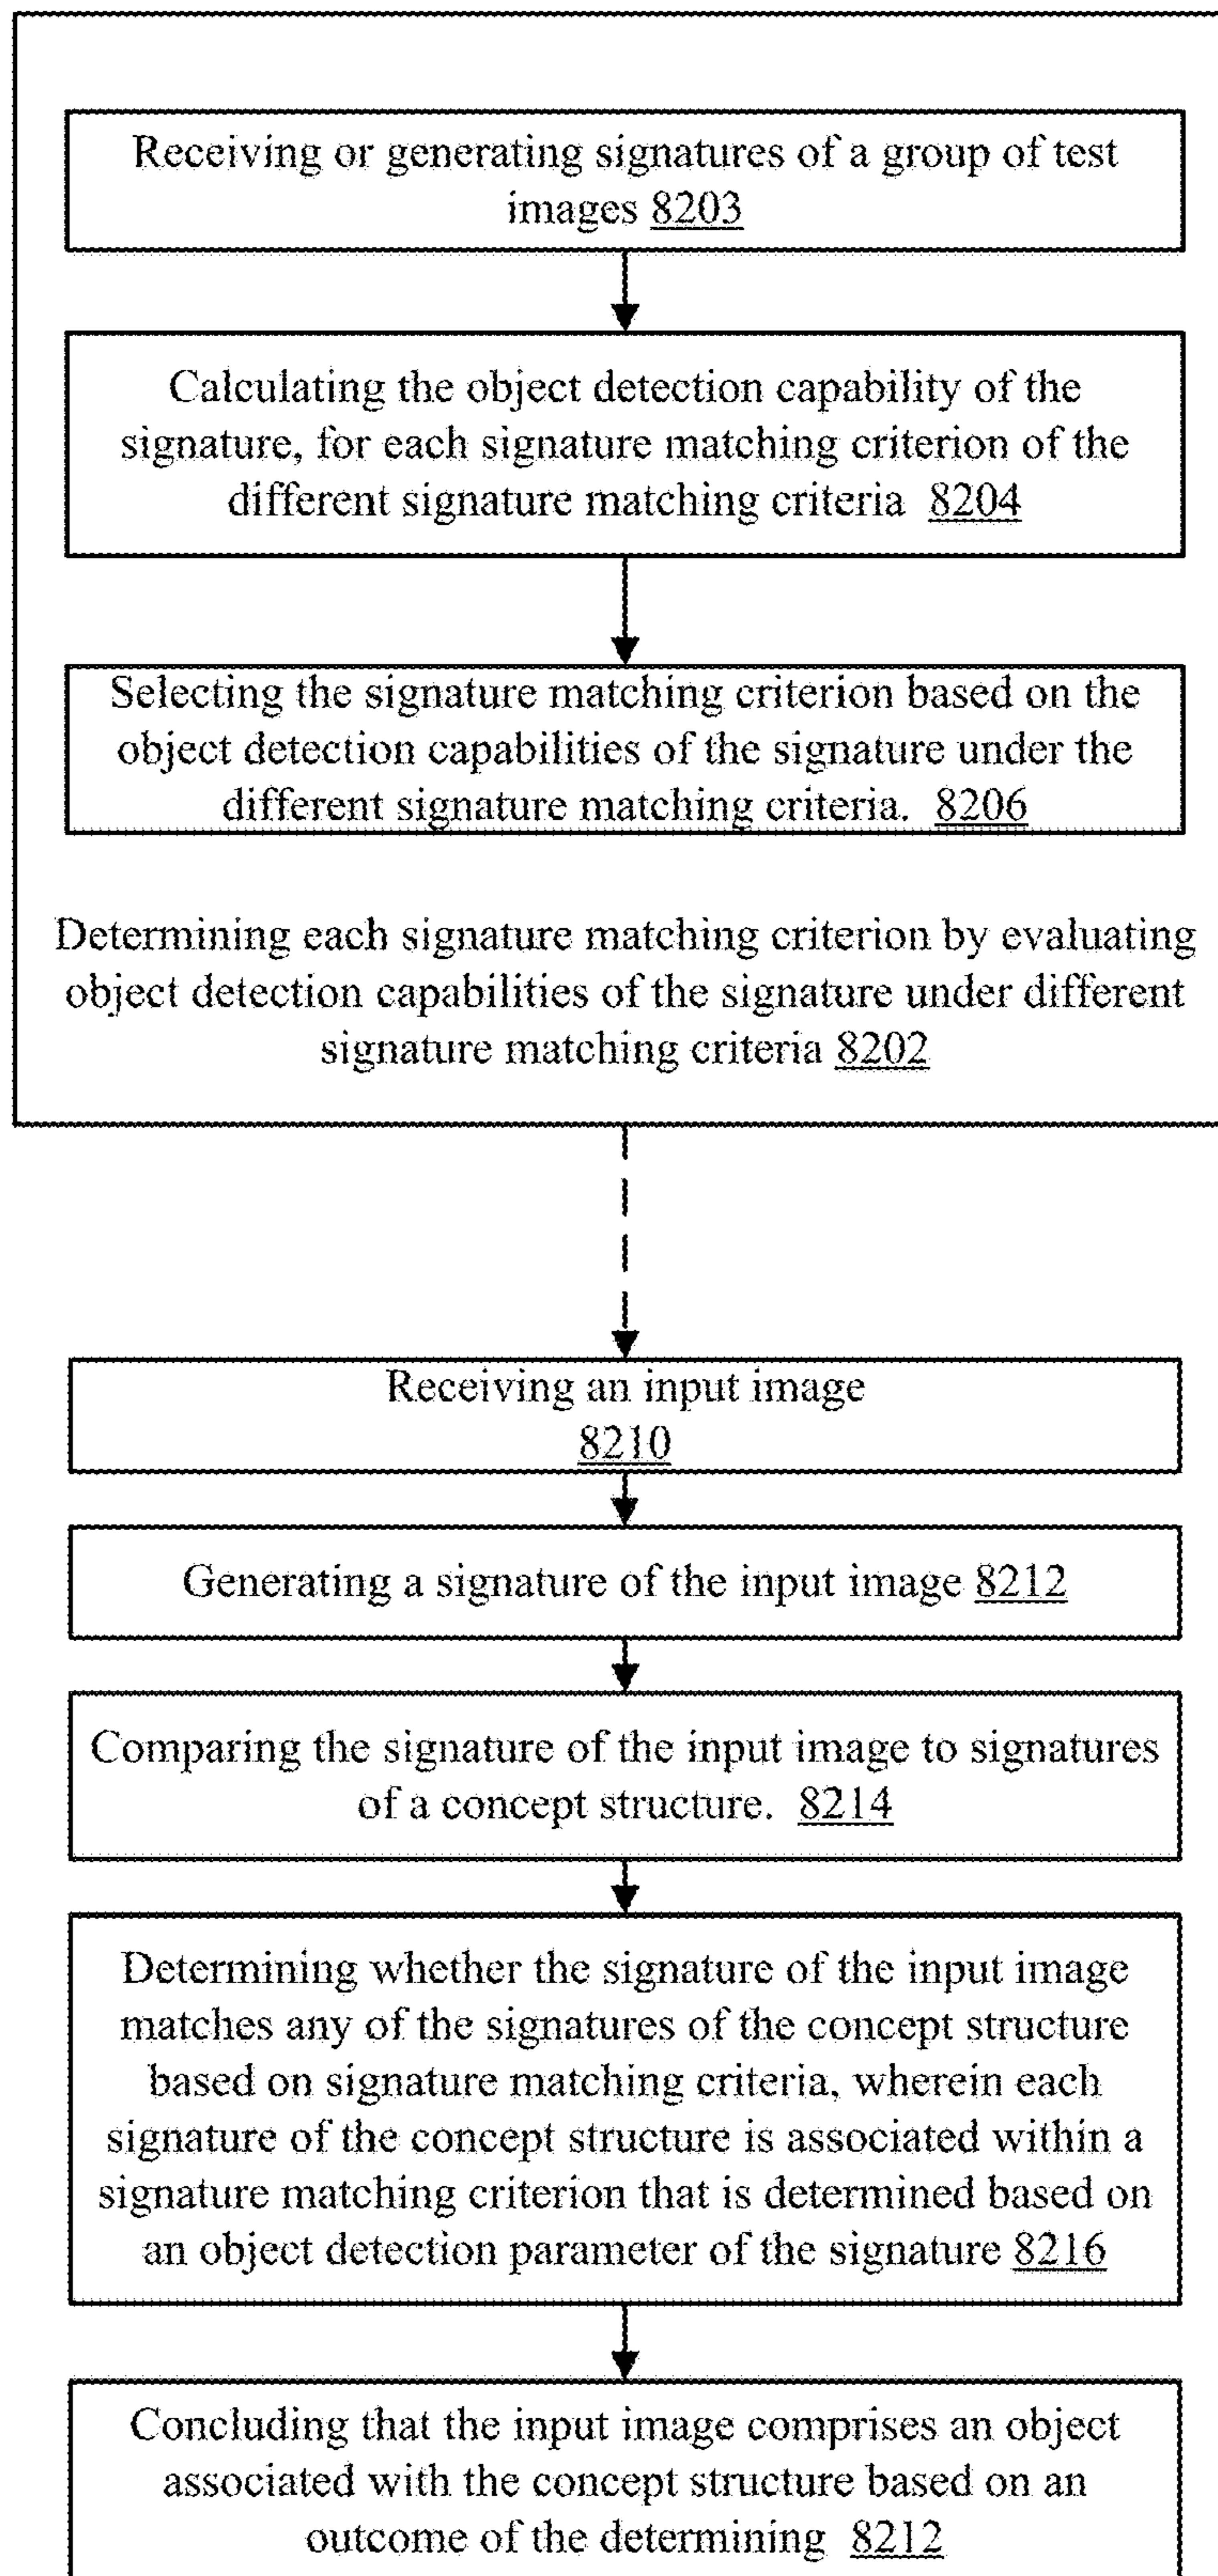 Receiving or generating signatures of a group of test
images 8203
Calculating the object detection capability of the
signature, for each signature matching criterion of the
different signature matching criteria 8204
Selecting the signature matching criterion based on the
object detection capabilities of the signature under the
different signature matching criteria. 8206
Determining each signature matching criterion by evaluating
object detection capabilities of the signature under different
signature matching criteria 8202
Receiving an input image
8210
Generating a signature of the input image 8212
Comparing the signature of the input image to signatures
of a concept structure. 8214
Determining whether the signature of the input image
matches any of the signatures of the concept structure
based on signature matching criteria, wherein each
signature of the concept structure is associated within a
signature matching criterion that is determined based on
an object detection parameter of the signature 8216
Concluding that the input image comprises an object
associated with the concept structure based on an
outcome of the determining 8212